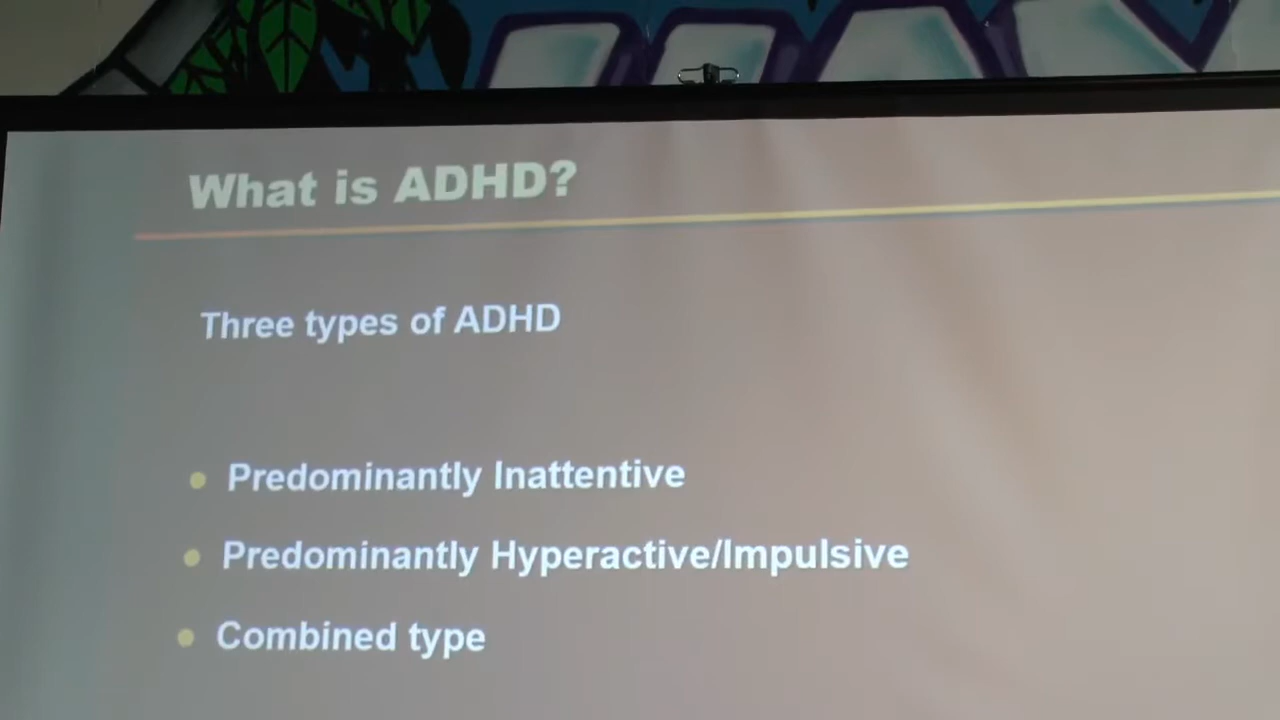 What is ADHD?
Three types of ADHD
Predominantly Inattentive
Predominantly Hyperactive/Impulsive
Combined type